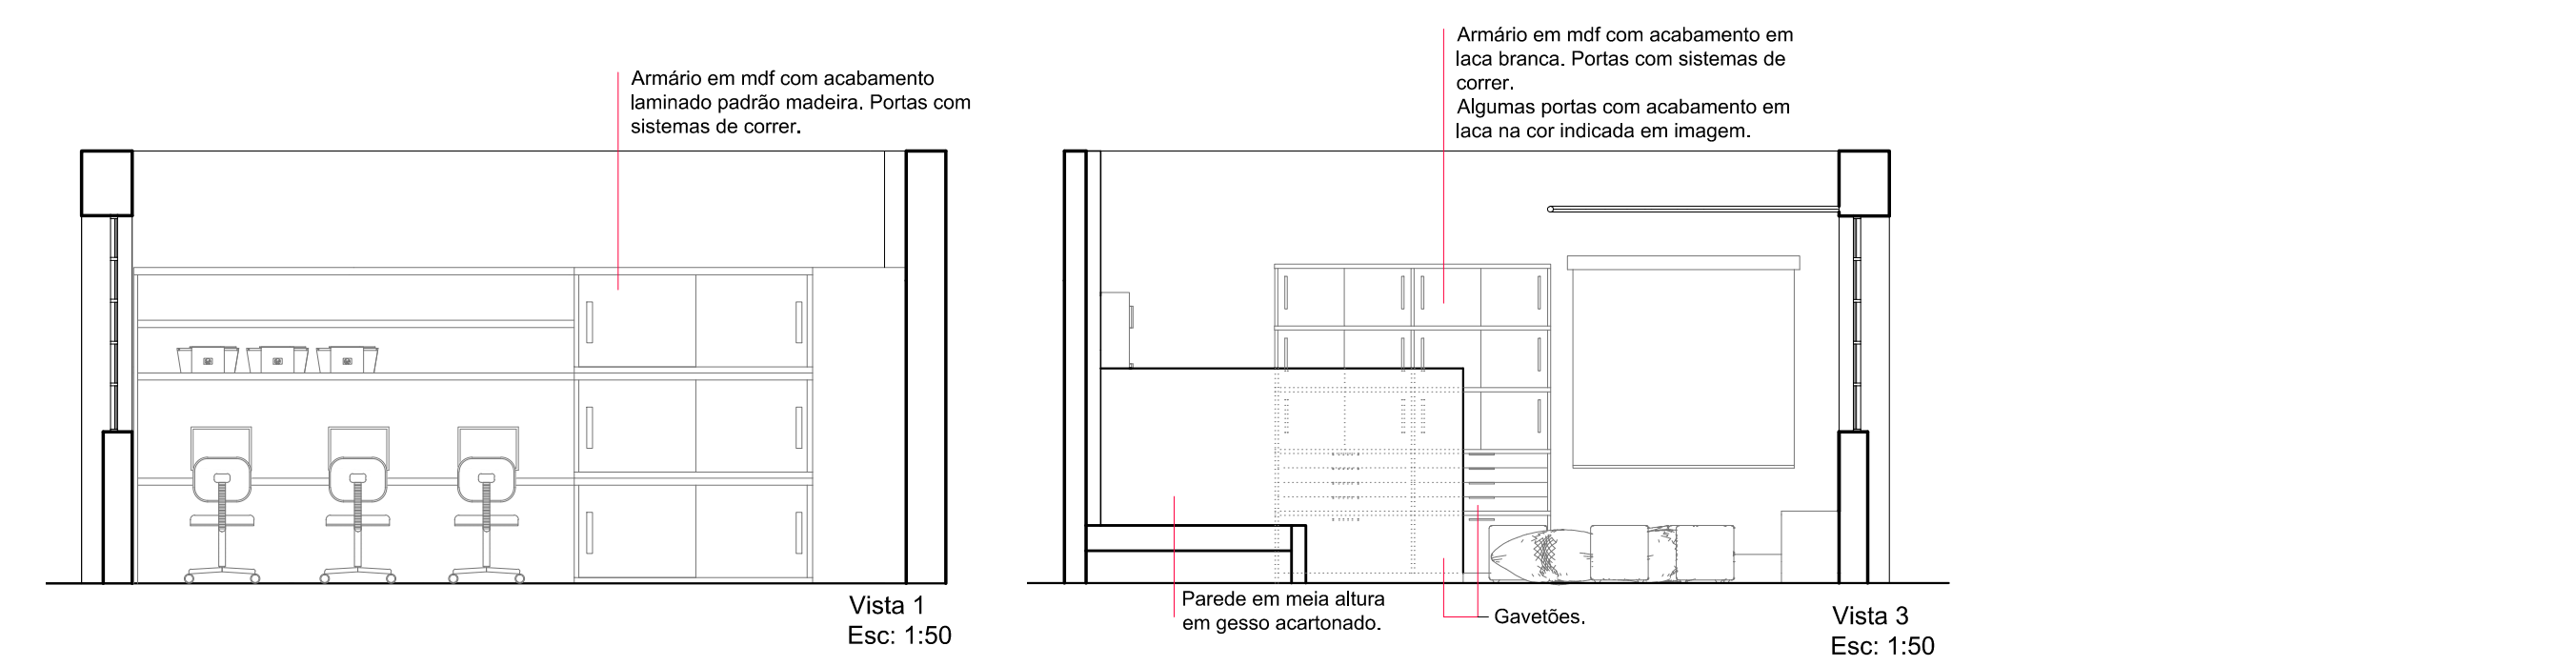 Armário em mdf com acabamento
laminado padrão madeira. Portas com
sistemas de correr.
Vista 1
Esc: 1:50
Armário em mdf com acabamento em
laca branca. Portas com sistemas de
correr.
Algumas portas com acabamento em
laca na cor indicada em imagem.
Parede em meia altura
em gesso acartonado.
Gavetões.
Vista 3
Esc: 1:50